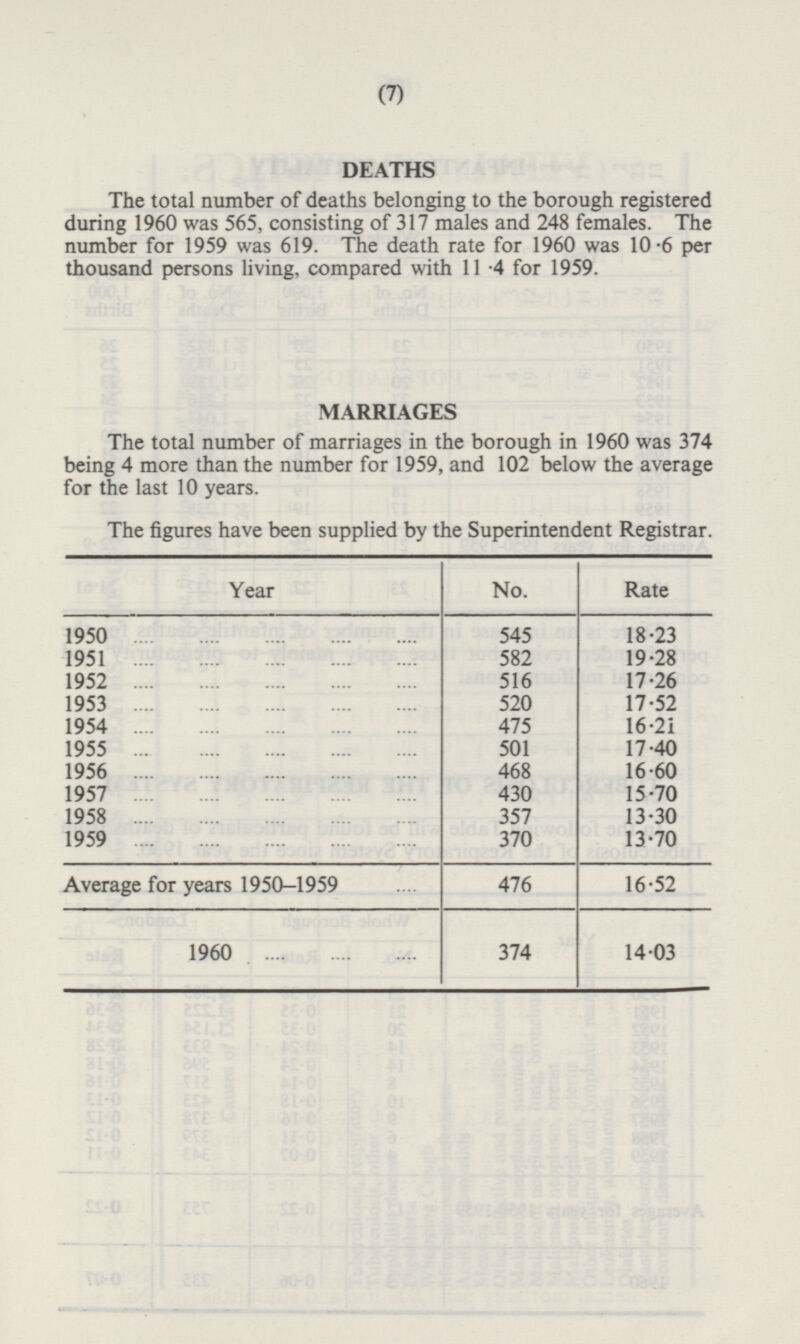 (7)
DEATHS
The total number of deaths belonging to the borough registered
during 1960 was 565, consisting of 317 males and 248 females. The
number for 1959 was 619. The death rate for 1960 was 10·6 per
thousand persons living, compared with 11·4 for 1959.
MARRIAGES
The total number of marriages in the borough in 1960 was 374
being 4 more than the number for 1959, and 102 below the average
for the last 10 years.
The figures have been supplied by the Superintendent Registrar.
Year No. Rate
1950 .... .... .... .... .... 545 18·23
1951 .... .... .... .... .... 582 19·28
1952 .... .... .... .... .... 516 17·26
1953 .... .... .... .... .... 520 17·52
1954 .... .... .... .... .... 475 16·21
1955 ... .... .... .... .... 501 17·40
1956 .... .... .... .... .... 468 16·60
1957 .... .... .... .... .... 430 15·70
1958 .... .... .... .... .... 357 13·30
1959 .... .... .... .... .... 370 13·70
Average for years 1950–1959 .... 476 16·52
1960 .... .... .... 374 14·03